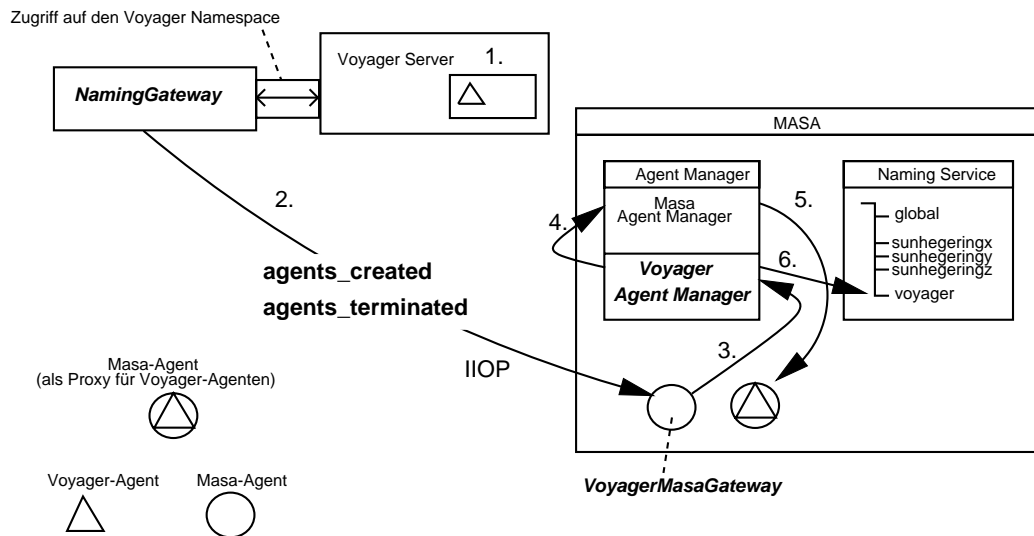 Zugriff auf den Voyager Namespace
Voyager Server
1.
NamingGateway
MASA
Agent Manager
Naming Service
2.
4.
Masa
Agent Manager
5.
global
sunhegeringx
sunhegeringy
sunhegeringz
agents_created
Voyager
Agent Manager
6.
voyager
agents_terminated
3.
IIOP
Masa-Agent
(als Proxy für Voyager-Agenten)
Voyager-Agent
Masa-Agent
VoyagerMasaGateway